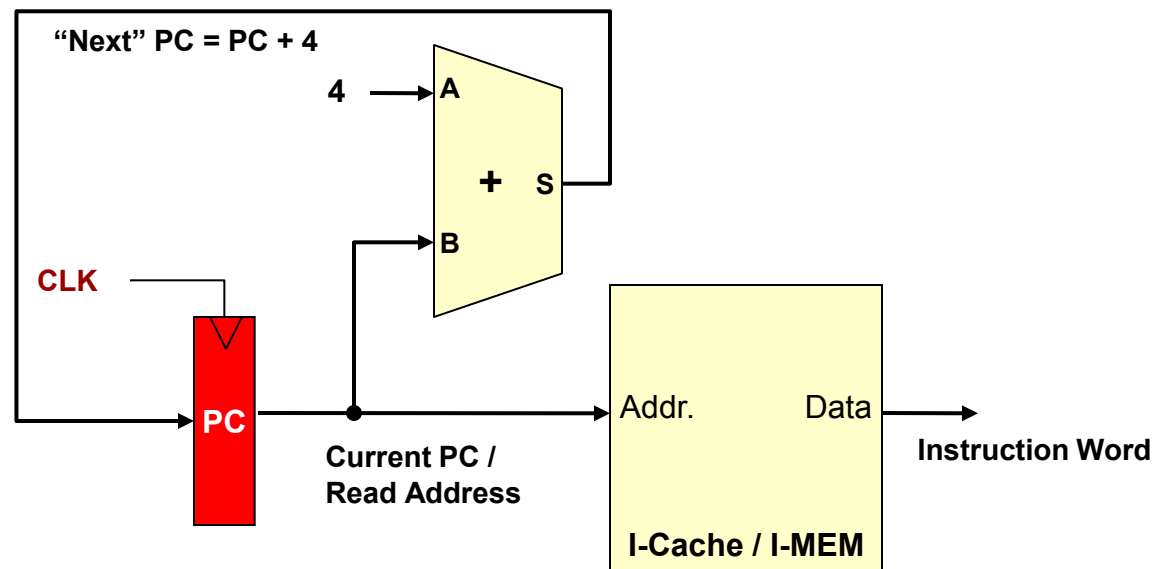 “Next” PC = PC + 4
4
A
+
S
B
CLK
PC
Addr.
Data
Current PC /
Read Address
Instruction Word
I-Cache / I-MEM